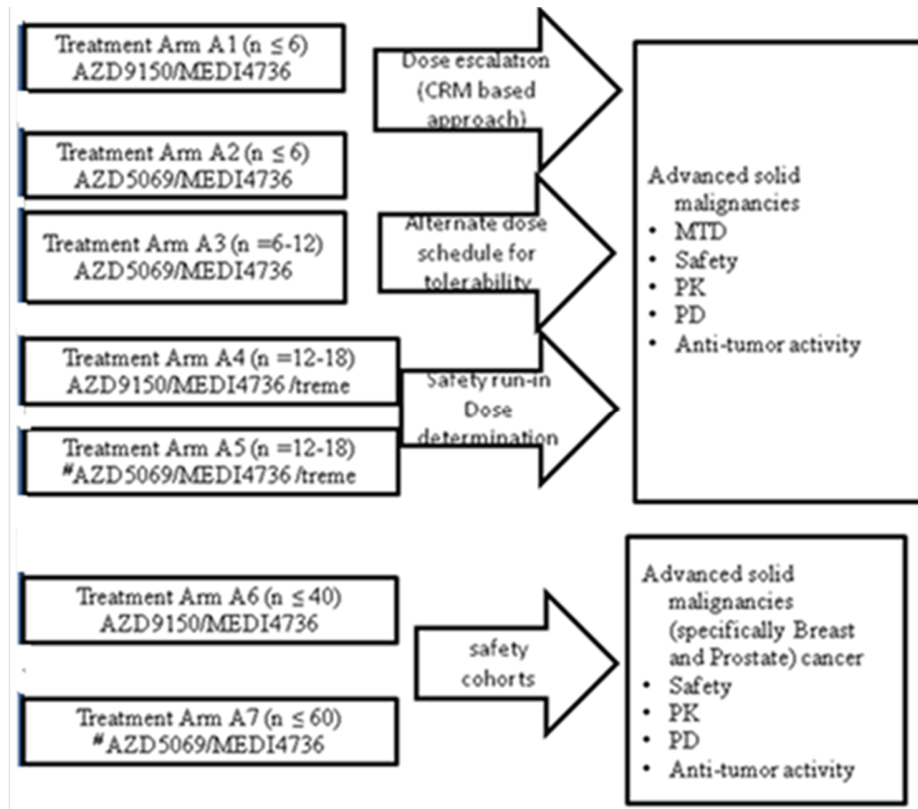 Treatment Arm A1 (n ≤ 6)
AZD9150/MEDI4736
Treatment Arm A2 (n ≤ 6)
AZD5069/MEDI4736
Treatment Arm A3 (n =6-12)
AZD5069/MEDI4736
Treatment Arm A4 (n =12-18)
AZD9150/MEDI4736 /treme
Treatment Arm A5 (n =12-18)
#AZD5069/MEDI4736 /treme
Dose escalation
(CRM based
approach)
Alternate dose
schedule for
tolerability
Safety run-in
Dose
determination
Advanced solid
malignancies
• MTD
• Safety
• PK
• PD
• Anti-tumor activity
Treatment Arm A6 (n ≤ 40)
AZD9150/MEDI4736
Treatment Arm A7 (n ≤ 60)
#AZD5069/MEDI4736
safety
cohorts
Advanced solid
malignancies
(specifically Breast
and Prostate) cancer
• Safety
• PK
• PD
• Anti-tumor activity